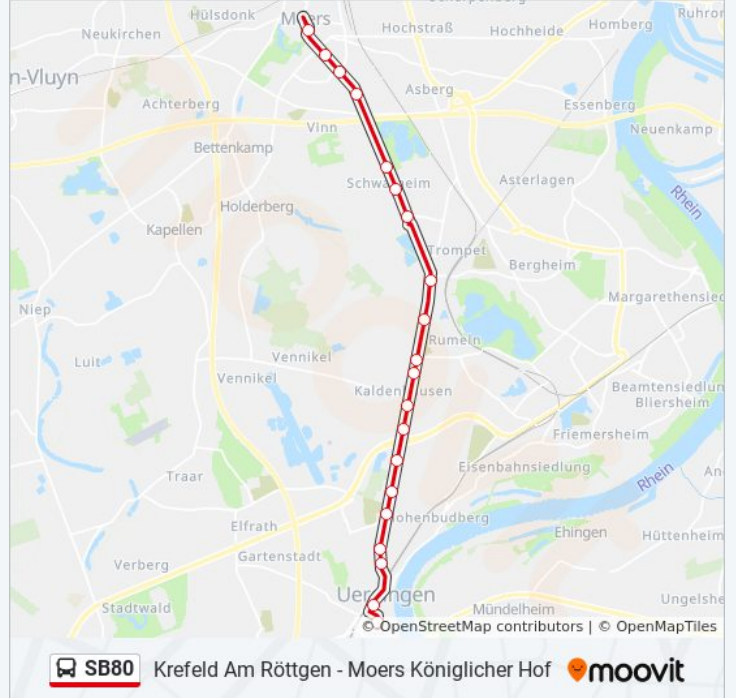 Hülsdonk
Moers
Ruhror
Neukirchen
Hochstraß
Hochheide
Homberg
n-Vluyn
Asberg
Achterberg
Essenberg
Vinn
Neuenkamp
Bettenkamp
Schwafheim
Asterlagen
Rhein
Holderberg
Kapellen
Trompet
Bergheim
Niep
Margarethensied
Rumeln
Vennikel
Luit
Vennikel
Kaldenhausen
Beamtensiedlun
Bliersheim
Friemersheim
Eisenbahnsiedlung
Traar
Rhein
An
Hohenbudberg
Elfrath
Ehingen
Hüttenheim
Gartenstadt
Verberg
Uerdingen
Ungelshe
Stadtwald
Mündelheim
© OpenStreetMap contributors | © OpenMapTiles
SB80 Krefeld Am Röttgen - Moers Königlicher Hof moovit